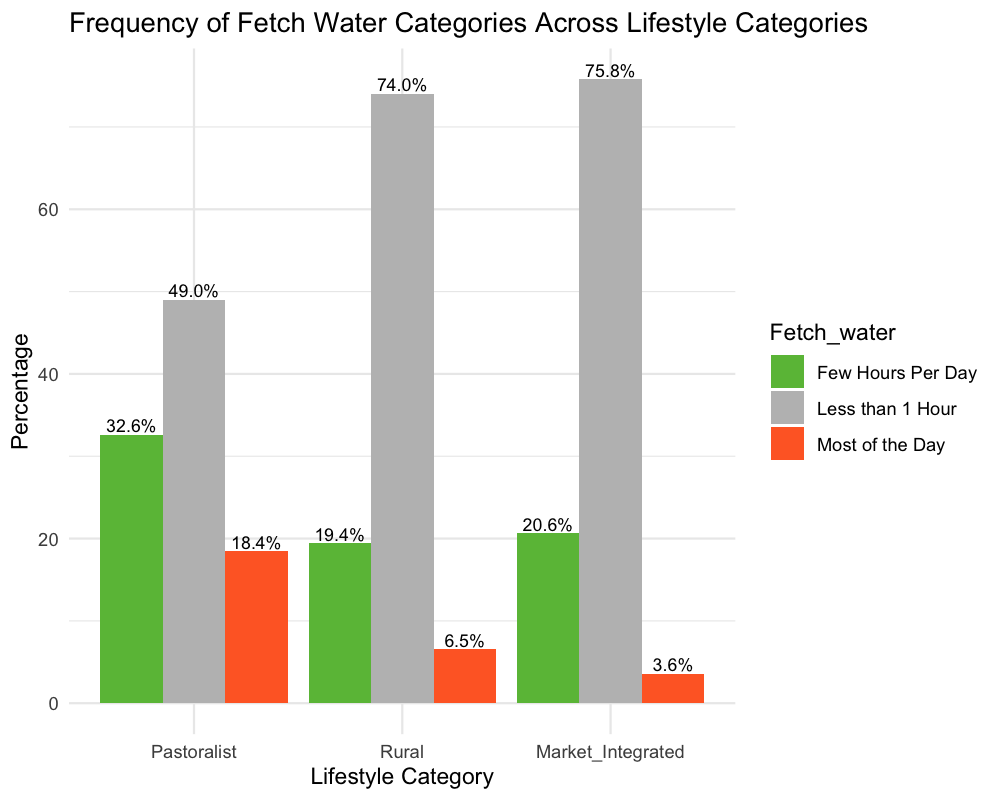 Frequency of Fetch Water Categories Across Lifestyle Categories
75.8%
74.0%
60
49.0%
Percentage
40
32.6%
20.6%
19.4%
20
18.4%
6.5%
3.6%
0
Pastoralist
Rural
Market_Integrated
Lifestyle Category
Fetch_water
Few Hours Per Day
Less than 1 Hour
Most of the Day